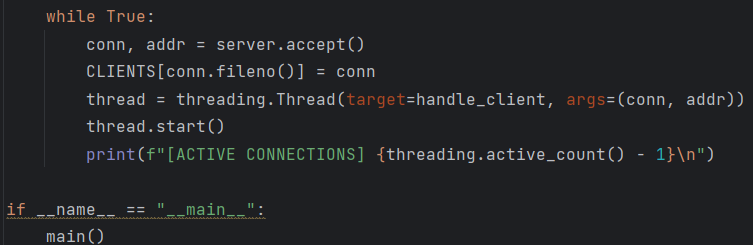 while True:
conn, addr = server.accept()
CLIENTS[conn.fileno()] = conn
thread = threading.Thread(target=handle_client, args=(conn, addr))
thread.start()
print(f"[ACTIVE CONNECTIONS] {threading.active_count() - 1}\n")
if __name__ == "__main__":
main()